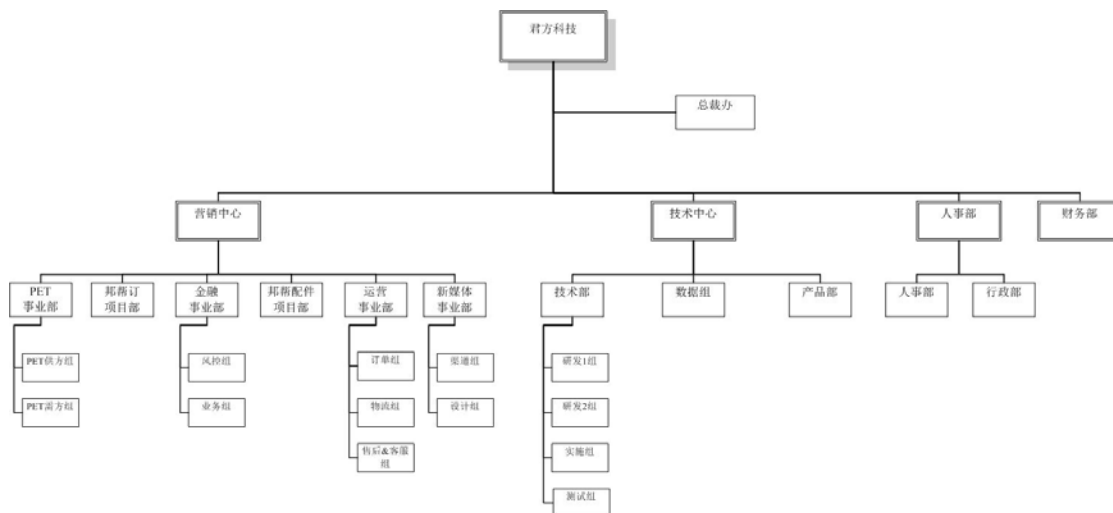 君方科技
总裁办
营销中心
技术中心
人事部
财务部
PET
事业部
邦帮订
项目部
金融
事业部
邦帮配件
项目部
运营
事业部
新媒体
事业部
技术部
数据组
产品部
人事部
行政部
PET供方组
风控组
订单组
渠道组
研发1组
PET需方组
业务组
物流组
设计组
研发2组
售后&客服
组
实施组
测试组